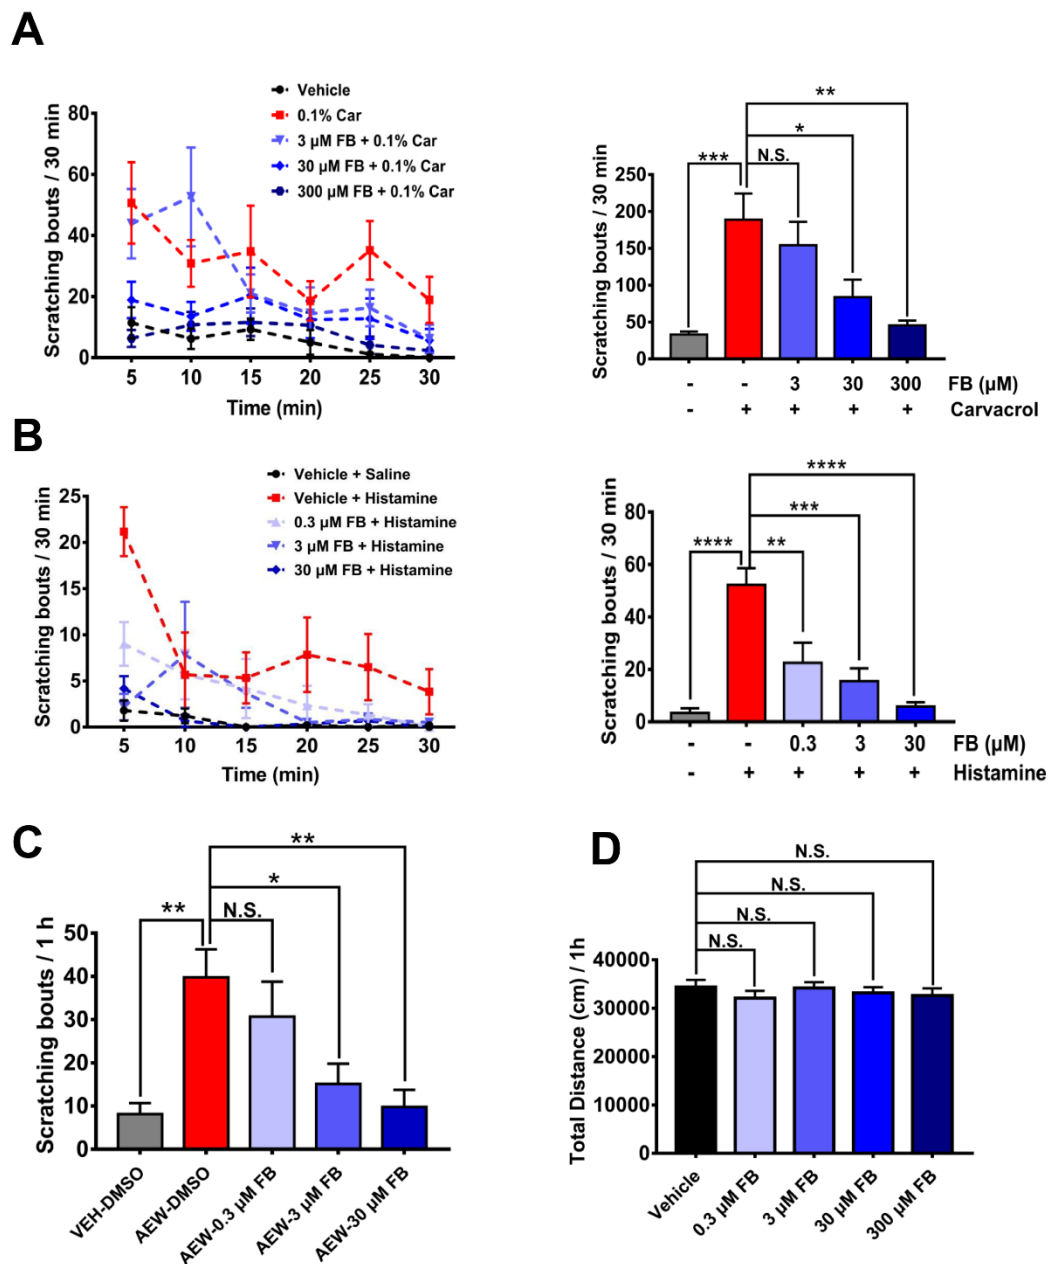 A
Vehicle
0.1% Car
3 μM FB + 0.1% Car
30 μM FB + 0.1% Car
300 μM FB + 0.1% Car
Scratching bouts / 30 min
80
60
40
20
0
5 10 15 20 25 30
Time (min)
**
*
*** N.S.
Scratching bouts / 30 min
250
200
150
100
50
0
- - 3 30 300 FB (μM)
- + + + + Carvacrol
B
Vehicle + Saline
Vehicle + Histamine
0.3 μM FB + Histamine
3 μM FB + Histamine
30 μM FB + Histamine
Scratching bouts / 30 min
25
20
15
10
5
0
5 10 15 20 25 30
Time (min)
****
***
**** **
Scratching bouts / 30 min
80
60
40
20
0
- - 0.3 3 30 FB (μM)
- + + + + Histamine
C
**
*
** N.S.
Scratching bouts / 1 h
50
40
30
20
10
0
VEH-DMSO
AEW-DMSO
AEW-0.3 μM FB
AEW-3 μM FB
AEW-30 μM FB
D
N.S.
N.S.
N.S.
N.S.
Total Distance (cm) / 1h
40000
30000
20000
10000
0
Vehicle
0.3 μM FB
3 μM FB
30 μM FB
300 μM FB